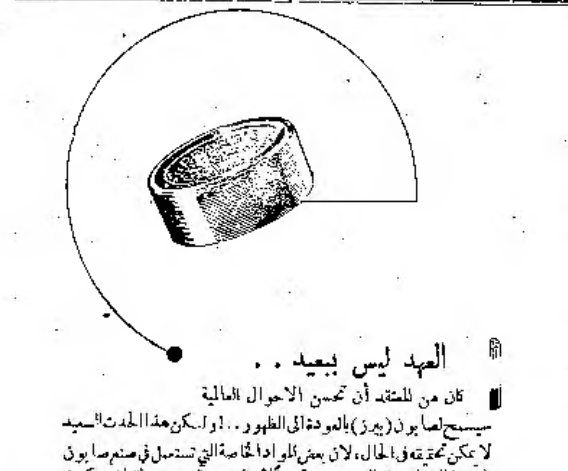 العهد ليس ببعيد . .
كان من المعتقد أن تحسن الاحوال العالمية
سيسمح لصابون (بيرز) بالعودة الى الظهور . . ولكن هذا الحدث السعيد
لا يمكن تحقيقه في الحال، لان بعض المواد الخاصة التي تستعمل في صنع صابون